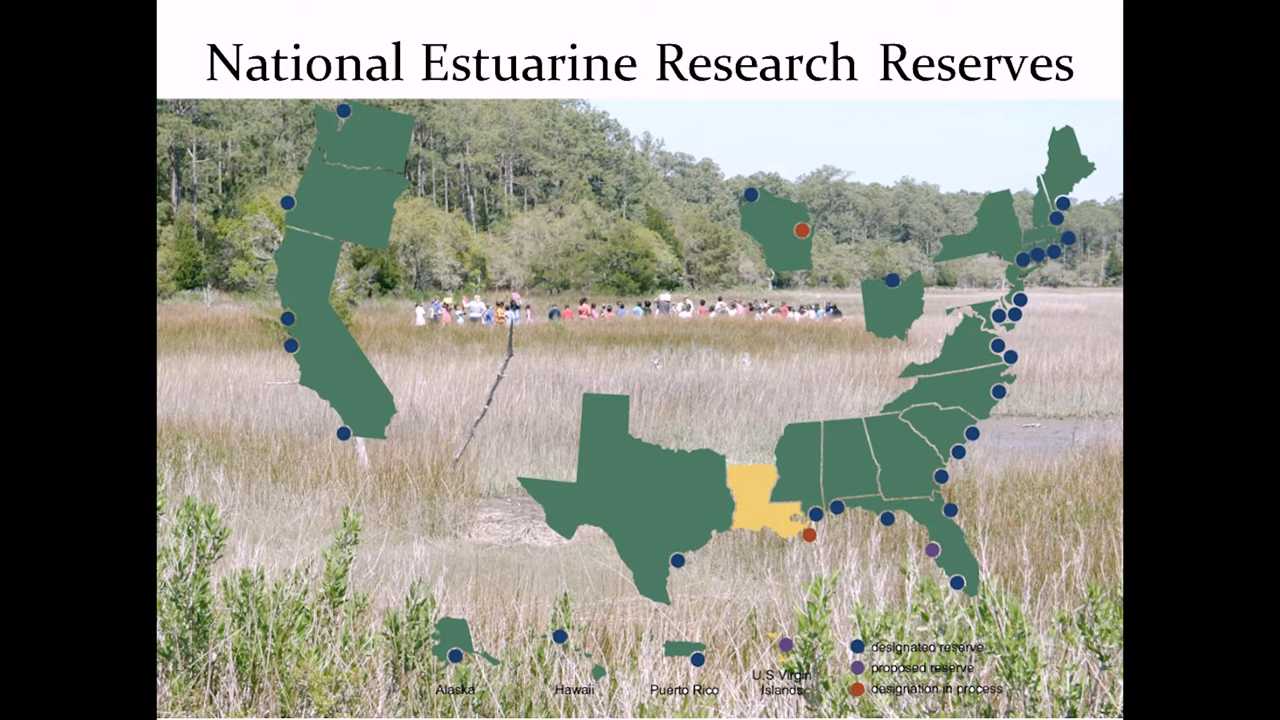 National Estuarine Research Reserves
Alaska
Hawaii
Puerto Rico
U.S Virgin
Islands
designated reserve
proposed reserve
designation in process